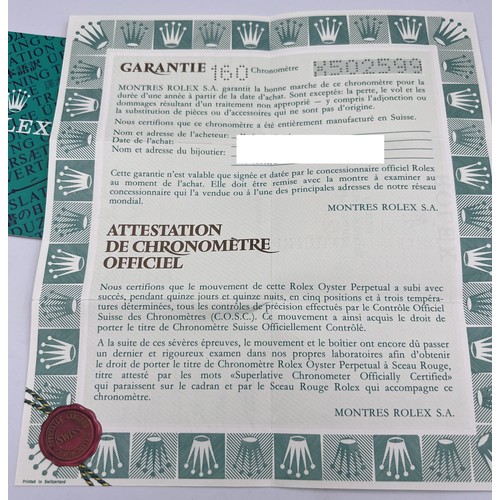 GARANTIE 160 Chronomètre
MONTRES ROLEX S.A. garantit la bonne marche de ce chronomètre pour la
durée d'une année à partir de la date d'achat. Sont exceptés: la perte, le vol et les
dommages résultant d'un traitement non approprié – y compris l'adjonction ou
la substitution de pièces ou d'accessoires qui ne sont pas d'origine.
Nous certifions que ce chronomètre a été entièrement manufacturé en Suisse.
Nom et adresse de l'acheteur:
Date de l'achat:
Nom et adresse du bijoutier:
Cette garantie n'est valable que signée et datée par le concessionnaire officiel Rolex
au moment de l'achat. Elle doit être remise avec la montre à examiner au
concessionnaire qui l'a vendue ou à l'une des principales adresses de notre réseau
mondial.
MONTRES ROLEX S.A.
ATTESTATION
DE CHRONOMÈTRE
OFFICIEL
Nous certifions que le mouvement de cette Rolex Oyster Perpetual a subi avec
succès, pendant quinze jours et quinze nuits, en cinq positions et à trois tempéra-
tures déterminées, tous les contrôles de précision effectués par le Contrôle Officiel
Suisse des Chronomètres (C.O.S.C.). Ce mouvement a ainsi acquis le droit de
porter le titre de Chronomètre Suisse Officiellement Contrôlé.
A la suite de ces sévères épreuves, le mouvement et le boîtier ont encore dû passer
un dernier et rigoureux examen dans nos propres laboratoires afin d'obtenir
le droit de porter le titre de Chronomètre Rolex Oyster Perpetual à Sceau Rouge,
titre attesté par les mots «Superlative Chronometer Officially Certified»
qui paraissent sur le cadran et par le Sceau Rouge Rolex qui accompagne ce
chronomètre.
MONTRES ROLEX S.A.
Printed in Switzerland